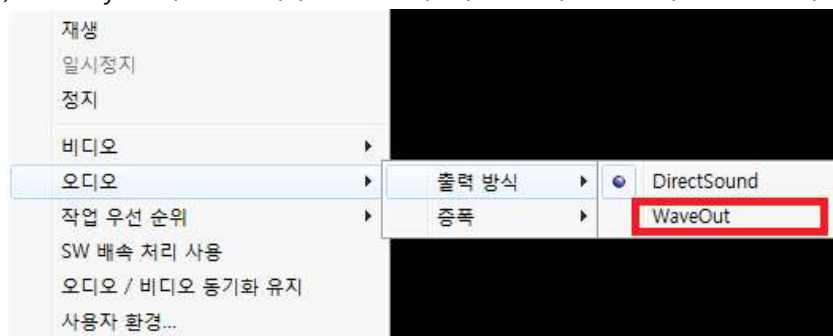 재생
일시정지
정지
비디오
오디오
출력 방식
DirectSound
작업 우선 순위
증폭
WaveOut
SW 배속 처리 사용
오디오 / 비디오 동기화 유지
사용자 환경...